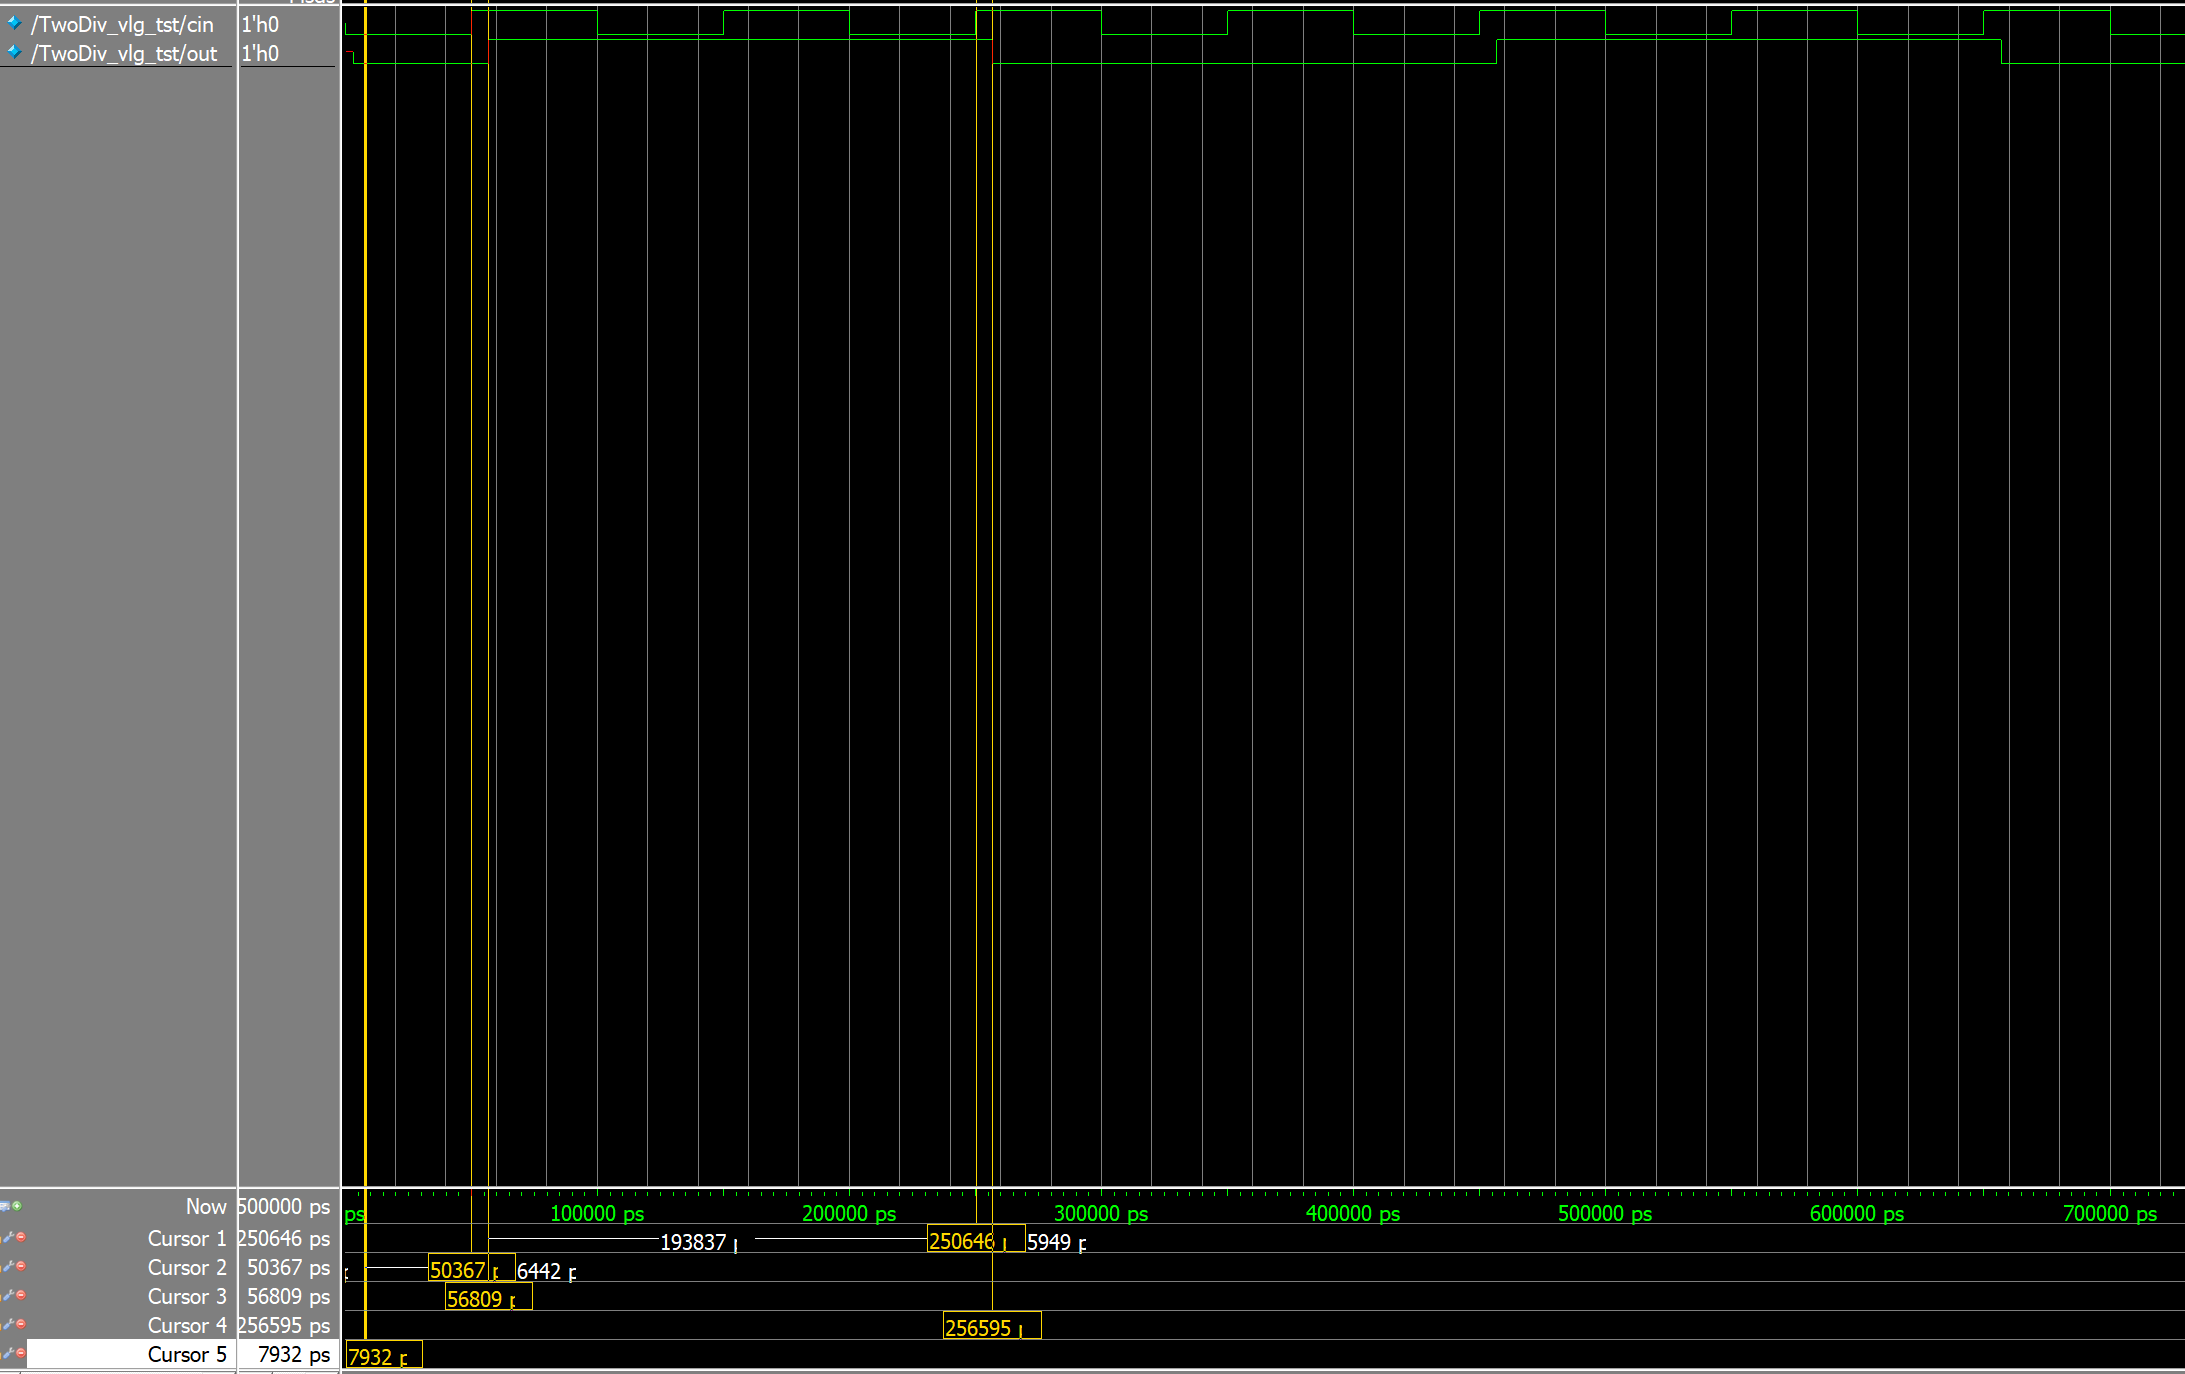 /TwoDiv_vlg_tst/cin 1'h0
/TwoDiv_vlg_tst/out 1'h0
Now 500000 ps ps 100000 ps 200000 ps 300000 ps 400000 ps 500000 ps 600000 ps 700000 ps
Cursor 1 250646 ps 193837 250646 5949
Cursor 2 50367 ps 50367 6442
Cursor 3 56809 ps 56809
Cursor 4 256595 ps 256595
Cursor 5 7932 ps 7932